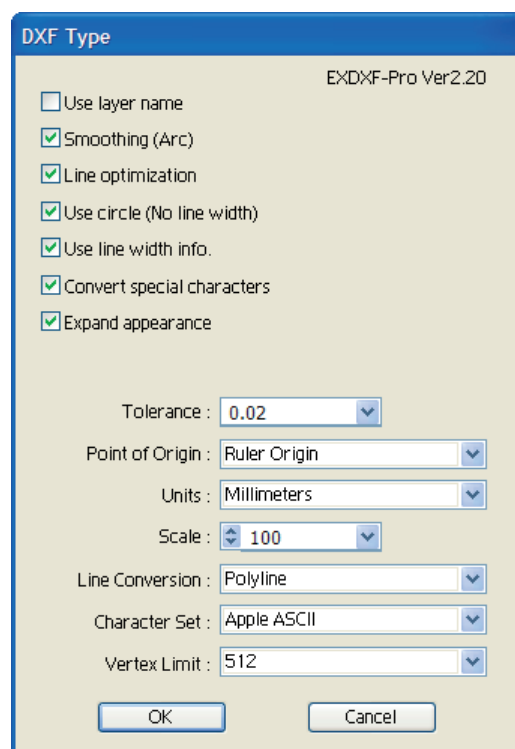 DXF Type
EXDXF-Pro Ver2.20
Use layer name
Smoothing (Arc)
Line optimization
Use circle (No line width)
Use line width info.
Convert special characters
Expand appearance
Tolerance : 0.02
Point of Origin : Ruler Origin
Units : Millimeters
Scale : 100
Line Conversion : Polyline
Character Set : Apple ASCII
Vertex Limit : 512
OK Cancel